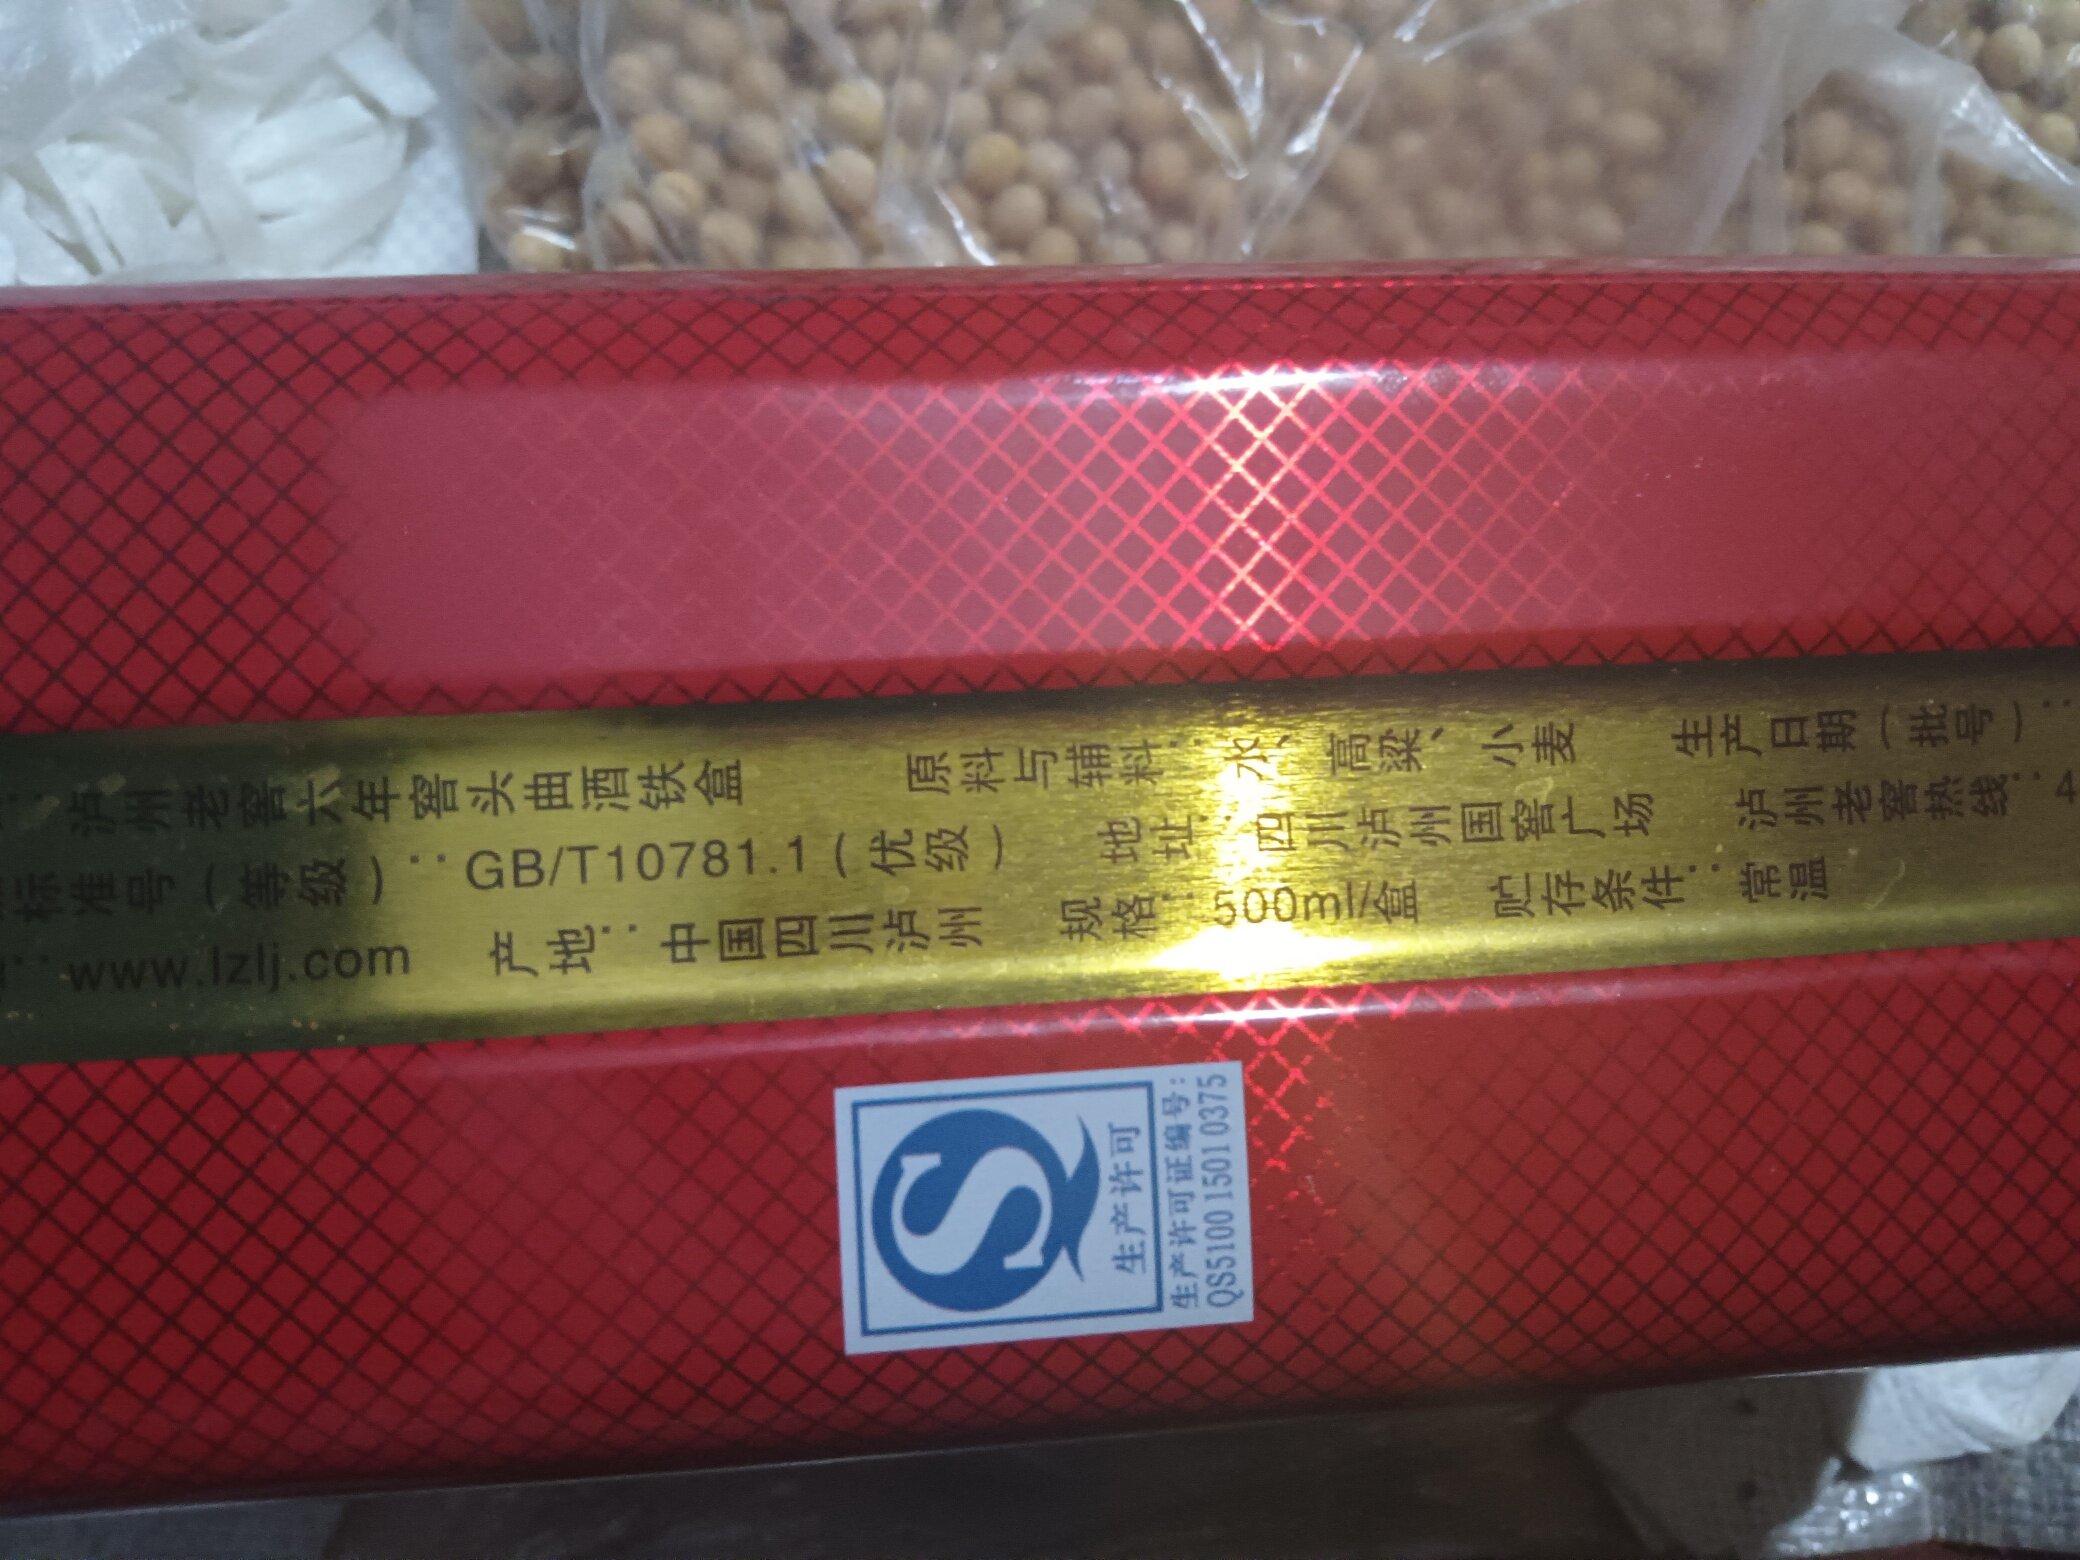 泸州老窖六年窖头曲酒铁盒 原料与辅料:水、高粱、小麦 生产日期(批号):
标准号(等级):GB/T10781.1(优级) 地址:四川泸州国窖广场 泸州老窖热线:4
www.lzlj.com 产地:中国四川泸州 规格:588ml/盒 贮存条件:常温
生产许可
生产许可证编号:
QS5100 1501 0375